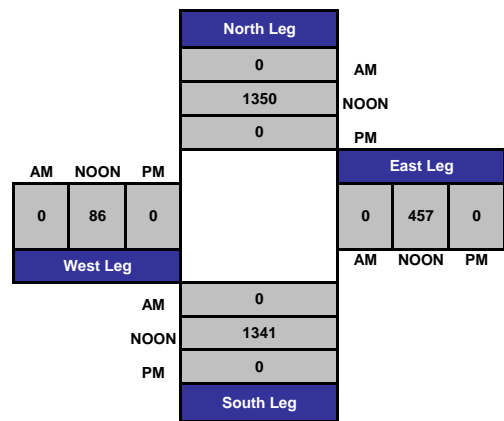 North Leg
0 AM
1350 NOON
0 PM
AM NOON PM East Leg
0 86 0 0 457 0
West Leg AM NOON PM
AM 0
NOON 1341
PM 0
South Leg